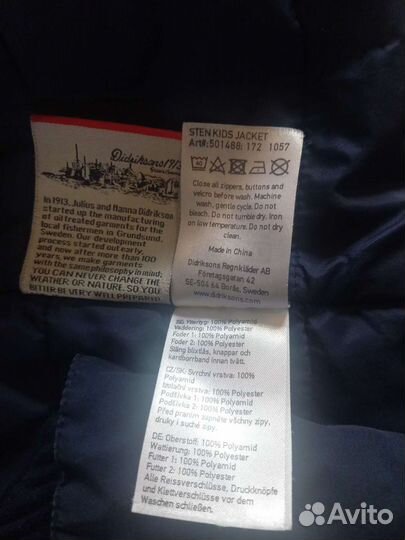 Didriksons1913
In 1913, Julius and Hanna Didrikson
started up the manufacturing
of oil treated garments for the
local fishermen in Grundsund,
Sweden. Our development
process started out early
and now after more than 100
years, we make garments
with the same philosophy in mind;
YOU CAN NEVER CHANGE THE
WEATHER OR NATURE. SO, YOU
BETTER BE VERY WELL PREPARED.
STEN KIDS JACKET
Art#:501488: 172 1057
40
Close all zippers, buttons and
velcro before wash. Machine
wash, gentle cycle. Do not
bleach. Do not tumble dry. Iron
on low temperature. Do not dry
clean.
Made in China
Didriksons Regnkläder AB
Företagsgatan 42
SE-504 64 Borås, Sweden
www.didriksons.com
SE: Yttertyg: 100% Polyamid
Vaddering: 100% Polyester
Foder 1: 100% Polyamid
Foder 2: 100% Polyester
Stäng blixtlås, knappar och
kardborrband innan tvätt.
CZ/SK: Svrchní vrstva: 100%
Polyamid
Izolační vrstva: 100% Polyester
Podšívka 1: 100% Polyamid
Podšívka 2: 100% Polyester
Před praním zapněte všechny zipy,
druky i suché zipy.
DE: Oberstoff: 100% Polyamid
Wattierung: 100% Polyester
Futter 1: 100% Polyamid
Futter 2: 100% Polyester
Alle Reissverschlüsse, Druckknöpfe
und Klettverschlüsse vor dem
Waschen schließen.
Avito